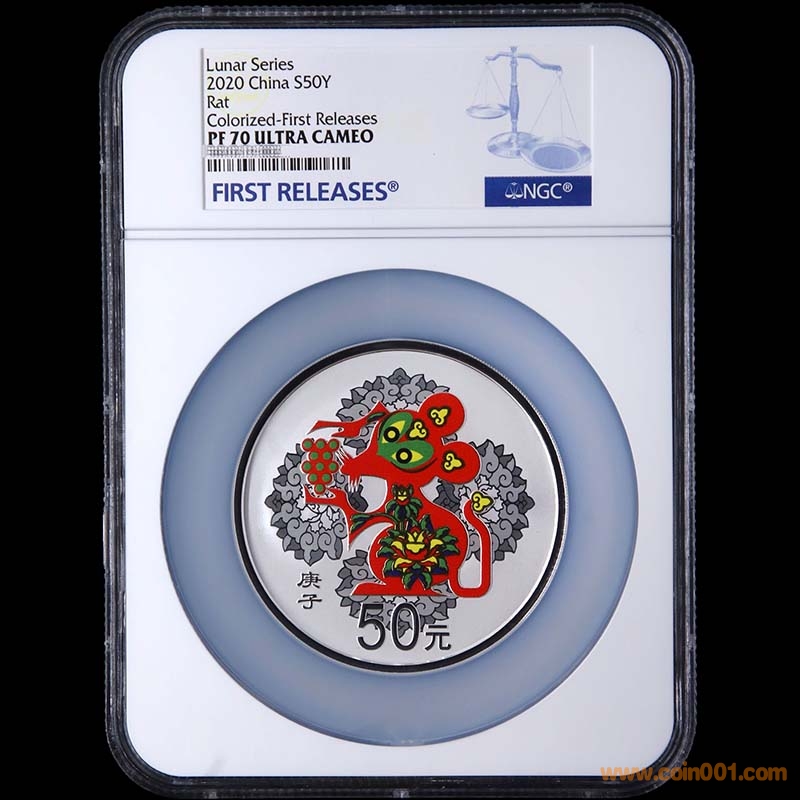 Lunar Series
2020 China S50Y
Rat
Colorized-First Releases
PF 70 ULTRA CAMEO
FIRST RELEASES®
NGC®
庚子
50元
www.coin001.com